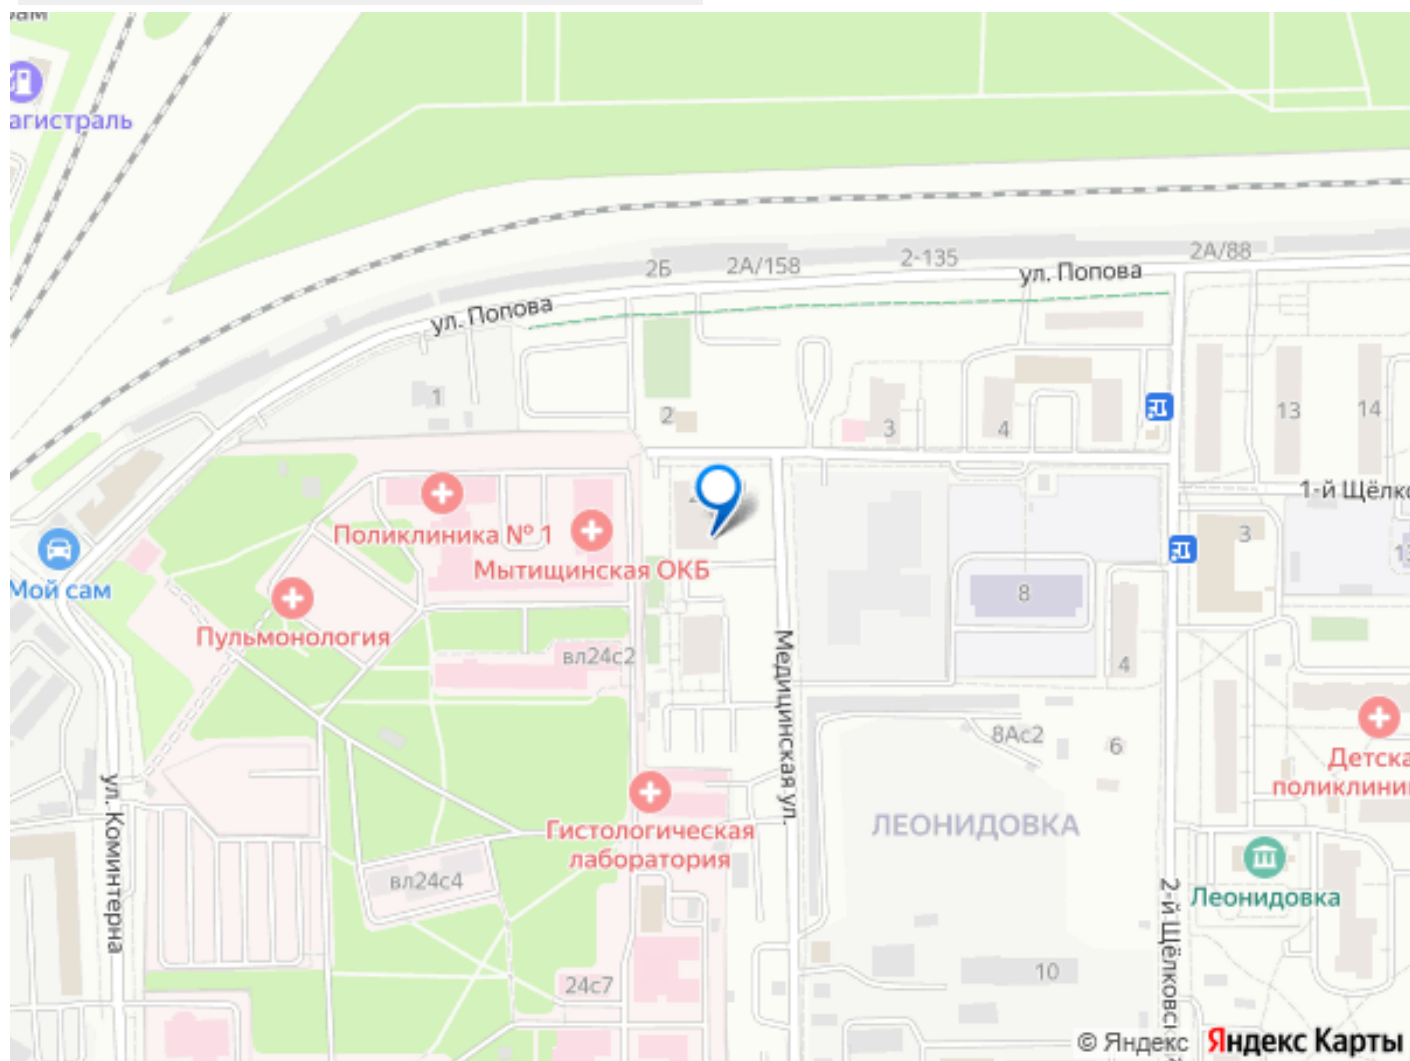 агистраль
2Б
2А/158
2-135
2А/88
ул. Попова
ул. Попова
1
2
3
4
13
14
1-й Щёлко
Поликлиника № 1
Мытищинская ОКБ
Мой сам
Пульмонология
вл24с2
Медицинская ул.
8
3
13
4
8Ас2
6
Детска
поликлини
ул. Коминтерна
Гистологическая
лаборатория
ЛЕОНИДОВКА
вл24с4
Леонидовка
2-й Щёлковс
24с7
10
© Яндекс Яндекс Карты